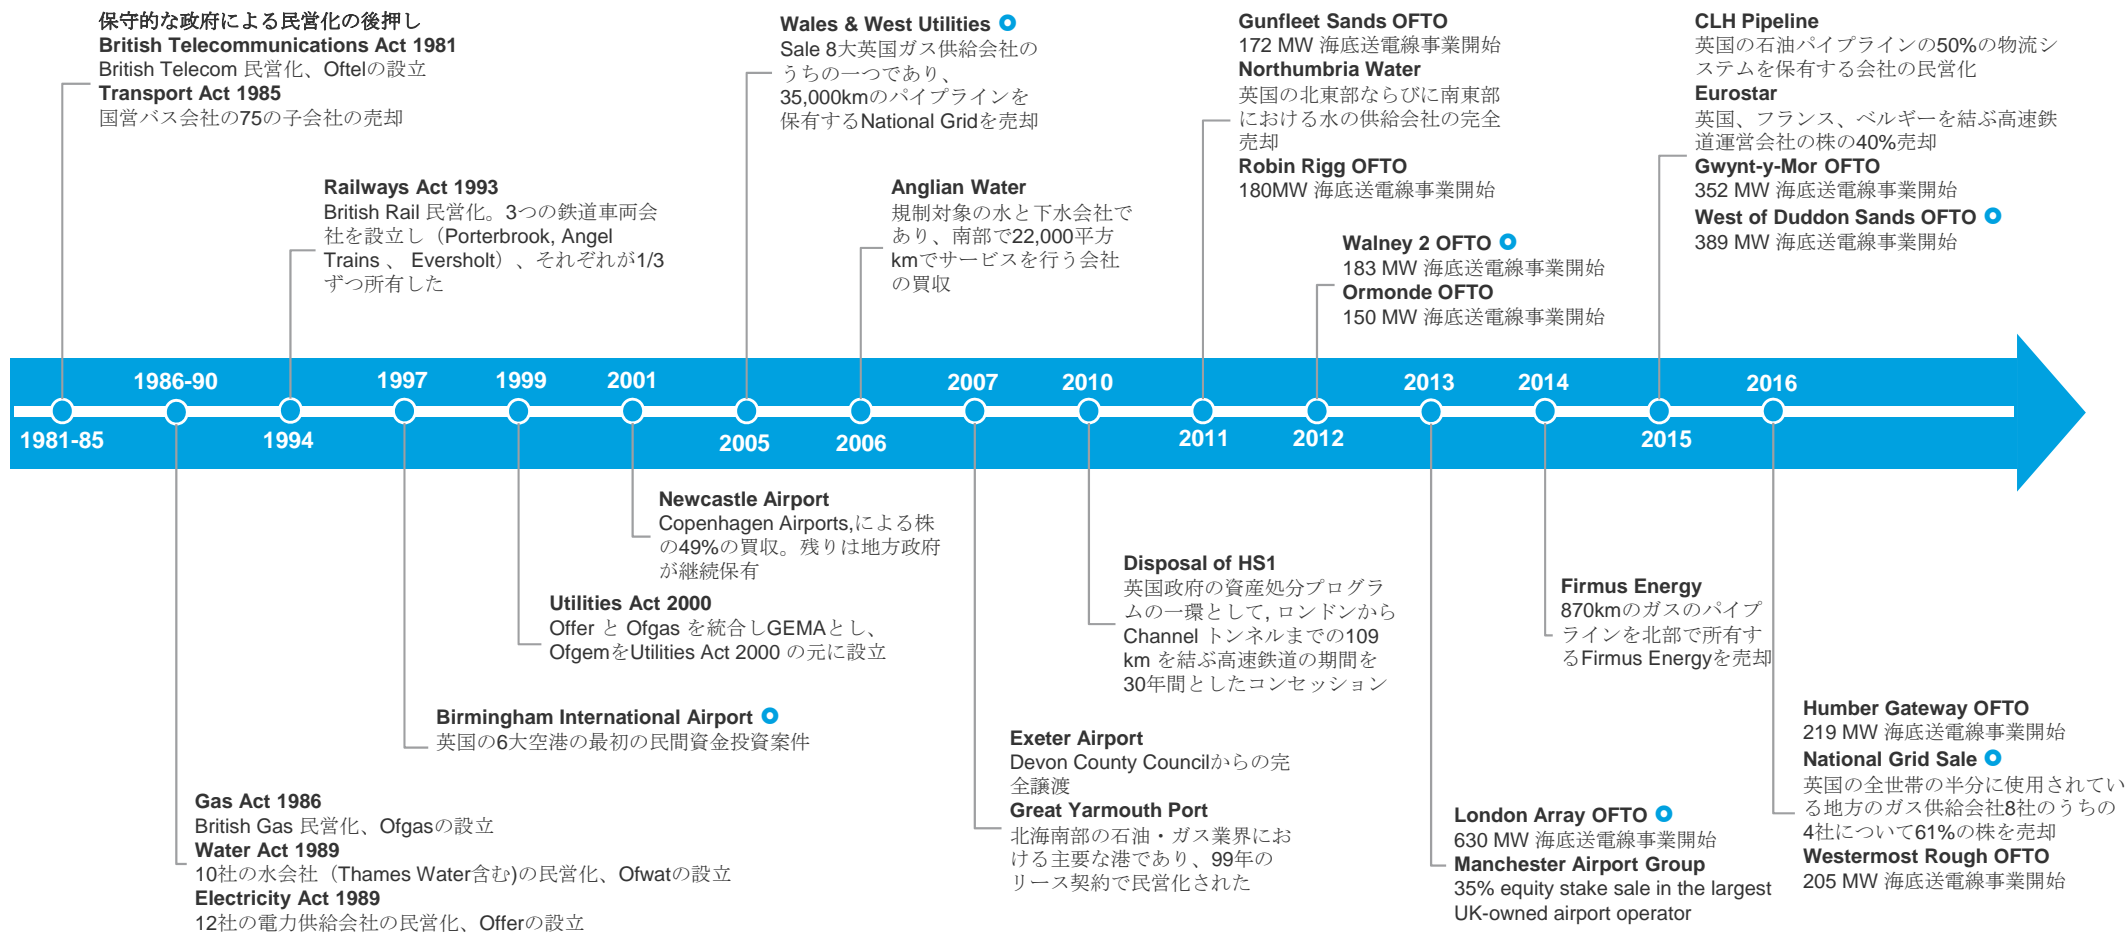 保守的な政府による民営化の後押し
British Telecommunications Act 1981
British Telecom 民営化、Oftelの設立
Transport Act 1985
国営バス会社の75の子会社の売却
Railways Act 1993
British Rail 民営化。3つの鉄道車両会
社を設立し（Porterbrook, Angel
Trains 、 Eversholt）、それぞれが1/3
ずつ所有した
Wales & West Utilities
Sale 8大英国ガス供給会社の
うちの一つであり、
35,000kmのパイプラインを
保有するNational Gridを売却
Anglian Water
規制対象の水と下水会社で
あり、南部で22,000平方
kmでサービスを行う会社
の買収
Gunfleet Sands OFTO
172 MW 海底送電線事業開始
Northumbria Water
英国の北東部ならびに南東部
における水の供給会社の完全
売却
Robin Rigg OFTO
180MW 海底送電線事業開始
Walney 2 OFTO
183 MW 海底送電線事業開始
Ormonde OFTO
150 MW 海底送電線事業開始
CLH Pipeline
英国の石油パイプラインの50%の物流シ
ステムを保有する会社の民営化
Eurostar
英国、フランス、ベルギーを結ぶ高速鉄
道運営会社の株の40%売却
Gwynt-y-Mor OFTO
352 MW 海底送電線事業開始
West of Duddon Sands OFTO
389 MW 海底送電線事業開始
1981-85
1986-90
1994
1997
1999
2001
2005
2006
2007
2010
2011
2012
2013
2014
2015
2016
Gas Act 1986
British Gas 民営化、Ofgasの設立
Water Act 1989
10社の水会社（Thames Water含む)の民営化、Ofwatの設立
Electricity Act 1989
12社の電力供給会社の民営化、Offerの設立
Birmingham International Airport
英国の6大空港の最初の民間資金投資案件
Utilities Act 2000
Offer と Ofgas を統合しGEMAとし、
OfgemをUtilities Act 2000 の元に設立
Newcastle Airport
Copenhagen Airports,による株
の49%の買収。残りは地方政府
が継続保有
Exeter Airport
Devon County Councilからの完
全譲渡
Great Yarmouth Port
北海南部の石油・ガス業界にお
ける主要な港であり、99年の
リース契約で民営化された
Disposal of HS1
英国政府の資産処分プログラ
ムの一環として, ロンドンから
Channel トンネルまでの109
km を結ぶ高速鉄道の期間を
30年間としたコンセッション
London Array OFTO
630 MW 海底送電線事業開始
Manchester Airport Group
35% equity stake sale in the largest
UK-owned airport operator
Firmus Energy
870kmのガスのパイプ
ラインを北部で所有す
るFirmus Energyを売却
Humber Gateway OFTO
219 MW 海底送電線事業開始
National Grid Sale
英国の全世帯の半分に使用されてい
る地方のガス供給会社8社のうちの
4社について61%の株を売却
Westermost Rough OFTO
205 MW 海底送電線事業開始